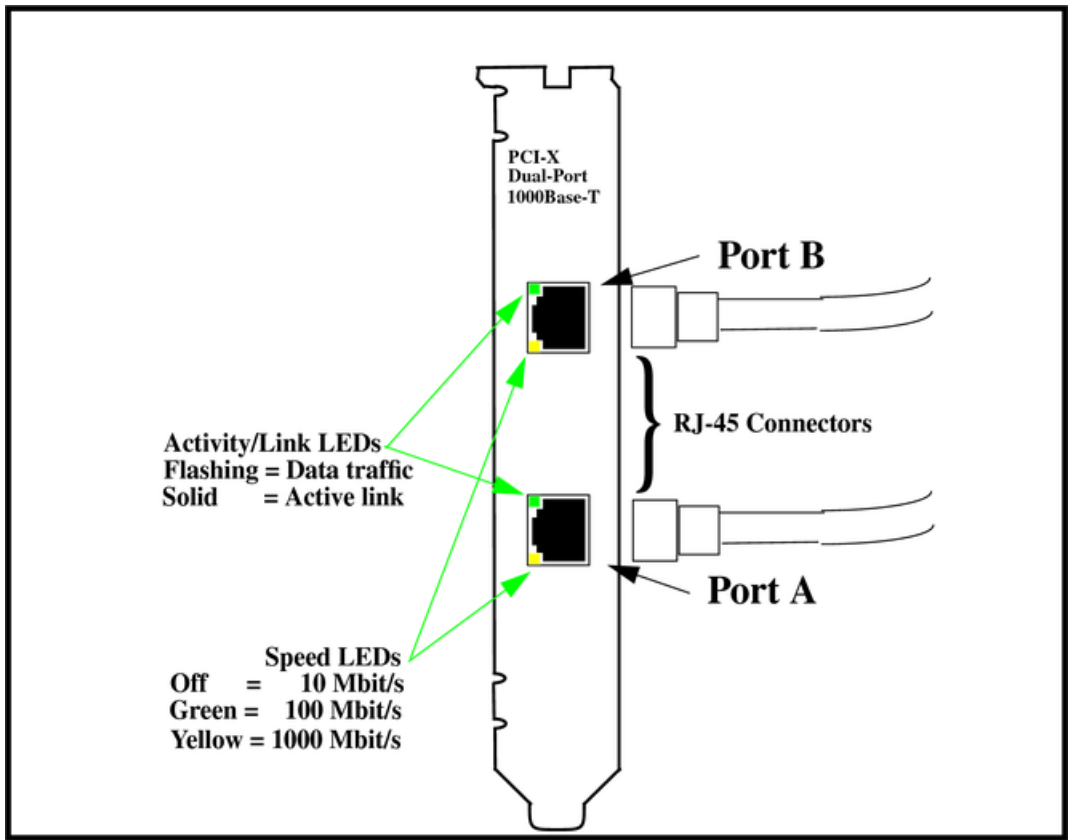 PCI-X
Dual-Port
1000Base-T
Port B
RJ-45 Connectors
Activity/Link LEDs
Flashing = Data traffic
Solid = Active link
Port A
Speed LEDs
Off = 10 Mbit/s
Green = 100 Mbit/s
Yellow = 1000 Mbit/s